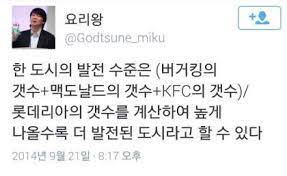 요리왕
@Godtsune_miku
한 도시의 발전 수준은 (버거킹의
갯수+맥도날드의 갯수+KFC의 갯수)/
롯데리아의 갯수를 계산하여 높게
나올수록 더 발전된 도시라고 할 수 있다
2014년 9월 21일 · 8:17 오후